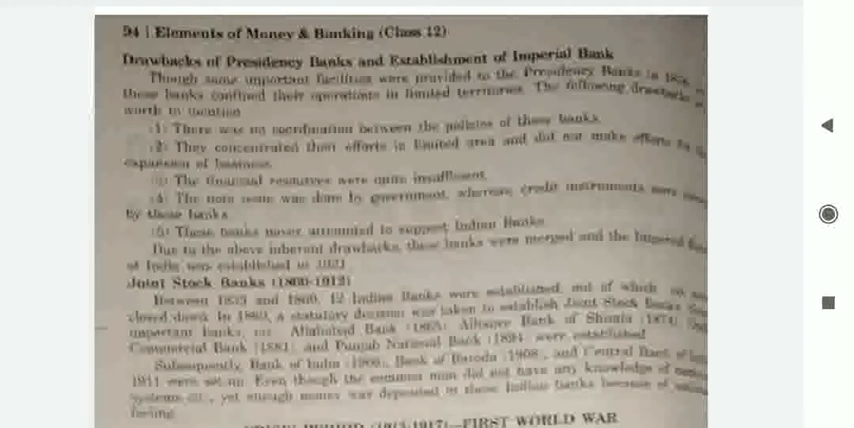 94 | Elements of Money & Banking (Class 12)
Drawbacks of Presidency Banks and Establishment of Imperial Bank
Though some important facilities were provided to the Presidency Banks in
these banks confined their operations in limited territories. The following drawbacks
worth to mention
(1) There was no coordination between the policies of these banks.
(2) They concentrated their efforts in limited area and did not make efforts
expansion of business.
(3) The financial resources were quite insufficient.
(4) The note issue was done by government, whereas credit instruments were
by these banks.
(5) These banks never attempted to support Indian Banks.
Due to the above inherent drawbacks, these banks were merged and the Imperial
of India was established in 1921.
Joint Stock Banks (1860-1913)
Between 1835 and 1860, 12 Indian Banks were established, out of which
closed down. In 1860, a statutory decision was taken to establish Joint Stock Banks
important banks, viz. Allahabad Bank (1865), Alliance Bank of Shimla (1874),
Commercial Bank (1881) and Punjab National Bank (1894) were established.
Subsequently, Bank of India (1906), Bank of Baroda (1908), and Central Bank of
1911 were set up. Even though the common man did not have any knowledge of
systems etc., yet enough money was deposited in these Indian banks because of
feeling.
PERIOD (1913-1917)—FIRST WORLD WAR